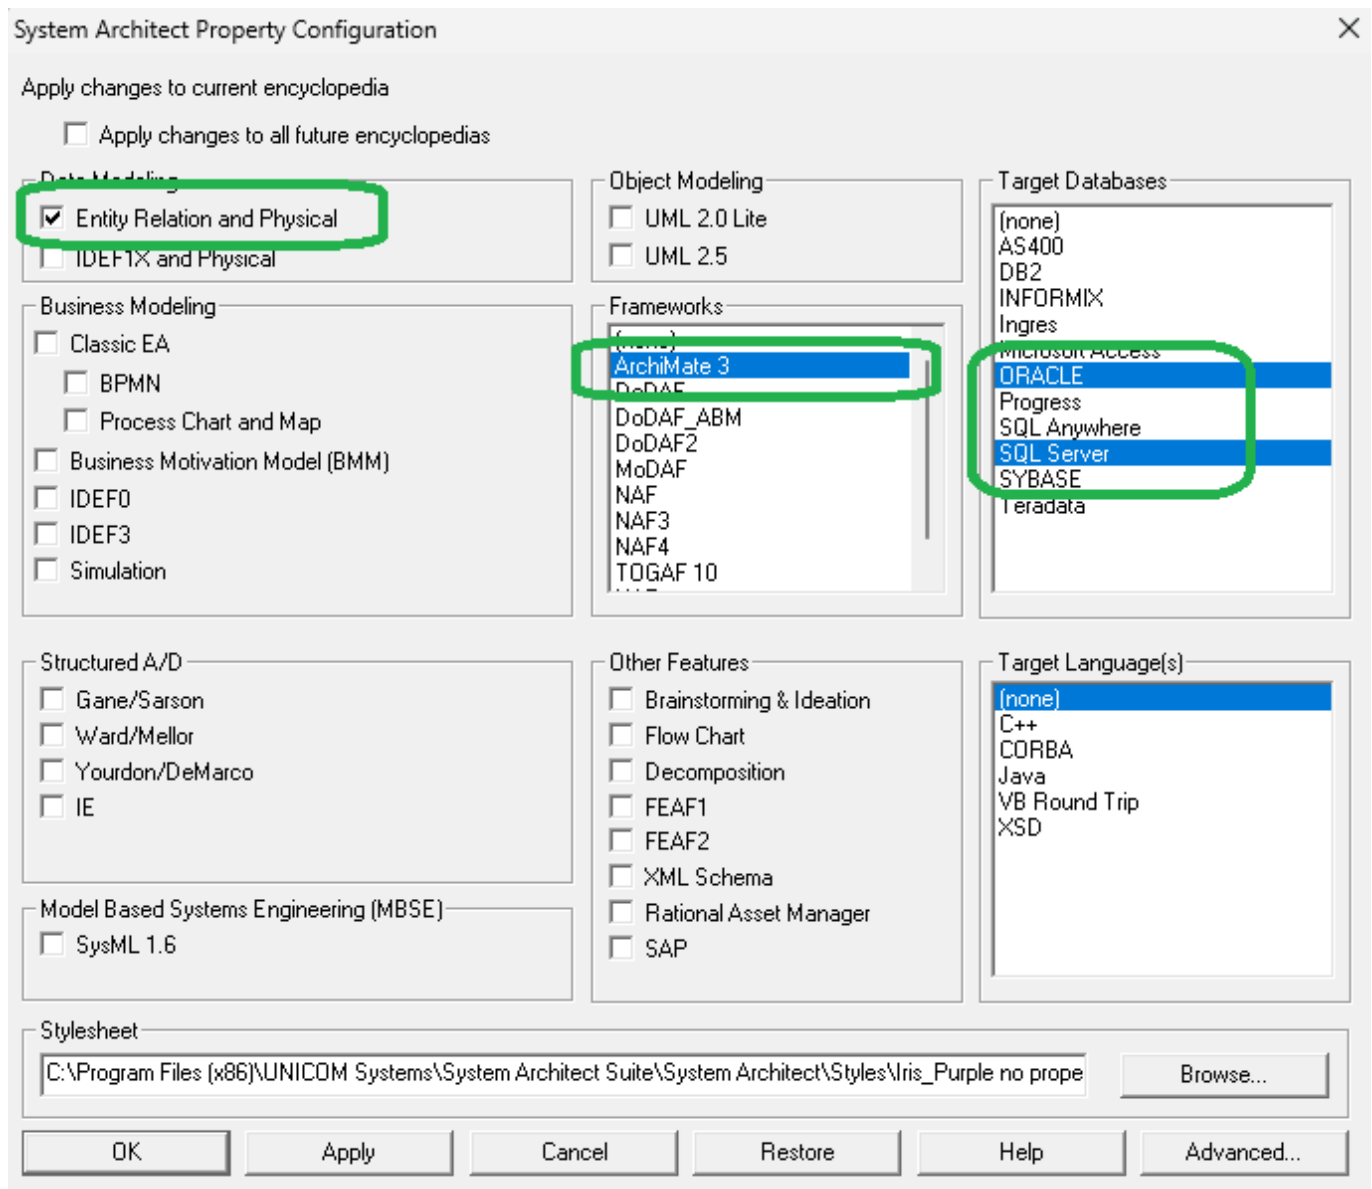 System Architect Property Configuration
Apply changes to current encyclopedia
Apply changes to all future encyclopedias
Data Modeling
Entity Relation and Physical
IDEF1X and Physical
Object Modeling
UML 2.0 Lite
UML 2.5
Target Databases
(none)
AS400
DB2
INFORMIX
Ingres
Microsoft Access
ORACLE
Progress
SQL Anywhere
SQL Server
SYBASE
Teradata
Business Modeling
Classic EA
BPMN
Process Chart and Map
Business Motivation Model (BMM)
IDEF0
IDEF3
Simulation
Frameworks
(none)
ArchiMate 3
DoDAF
DoDAF_ABM
DoDAF2
MoDAF
NAF
NAF3
NAF4
TOGAF 10
Structured A/D
Gane/Sarson
Ward/Mellor
Yourdon/DeMarco
IE
Other Features
Brainstorming & Ideation
Flow Chart
Decomposition
FEAF1
FEAF2
XML Schema
Rational Asset Manager
SAP
Target Language(s)
(none)
C++
CORBA
Java
VB Round Trip
XSD
Model Based Systems Engineering (MBSE)
SysML 1.6
Stylesheet
C:\Program Files (x86)\UNICOM Systems\System Architect Suite\System Architect\Styles\Iris_Purple no prope
Browse...
OK
Apply
Cancel
Restore
Help
Advanced...